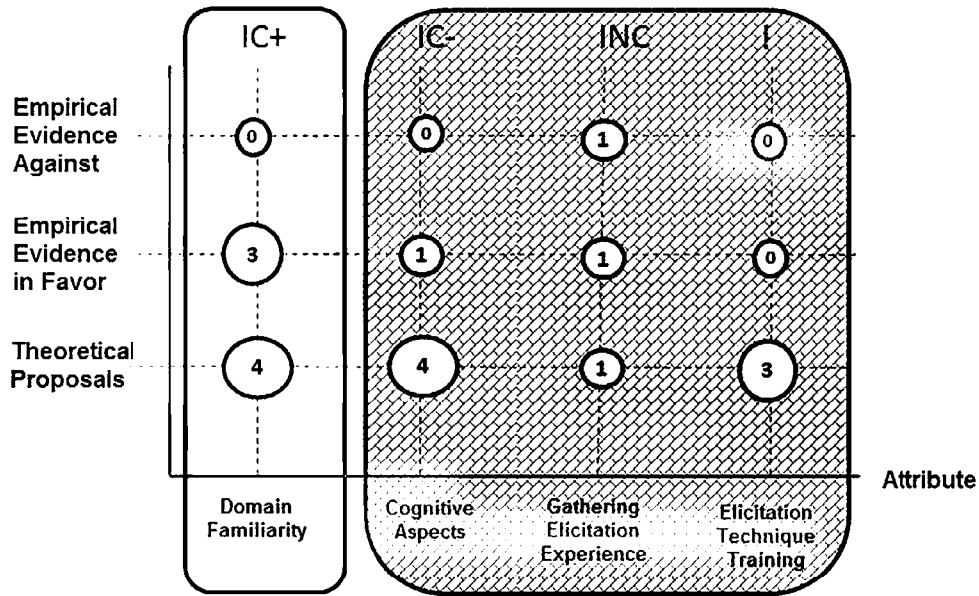 IC+ IC- INC I
Empirical
Evidence
Against
0 0 1 0
Empirical
Evidence
in Favor
3 1 1 0
Theoretical
Proposals
4 4 1 3
Attribute
Domain
Familiarity
Cognitive
Aspects
Gathering
Elicitation
Experience
Elicitation
Technique
Training